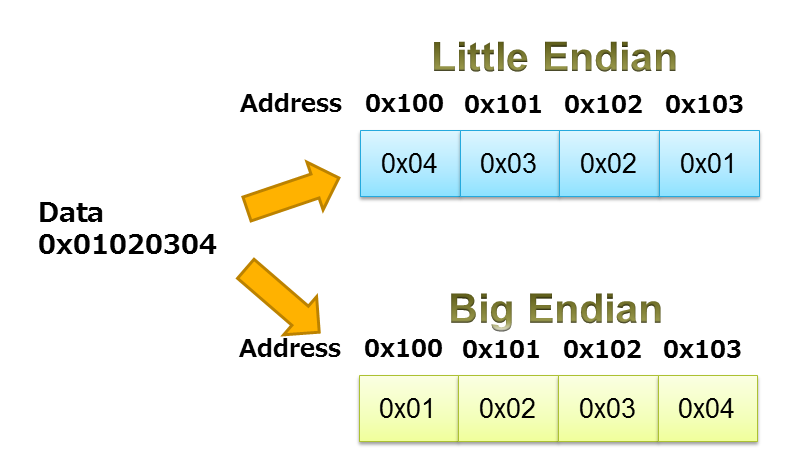 Little Endian
Address 0x100 0x101 0x102 0x103
0x04 0x03 0x02 0x01
Data
0x01020304
Big Endian
Address 0x100 0x101 0x102 0x103
0x01 0x02 0x03 0x04